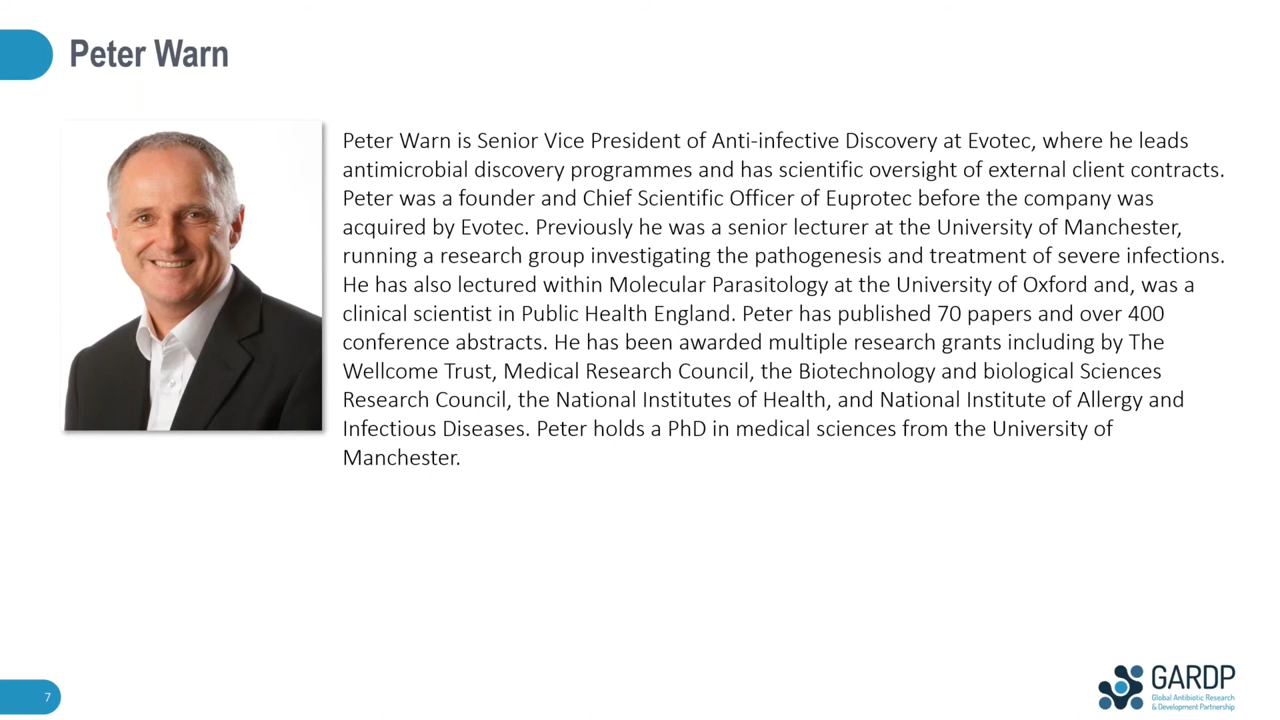 Peter Warn
Peter Warn is Senior Vice President of Anti-infective Discovery at Evotec, where he leads
antimicrobial discovery programmes and has scientific oversight of external client contracts.
Peter was a founder and Chief Scientific Officer of Euprotec before the company was
acquired by Evotec. Previously he was a senior lecturer at the University of Manchester,
running a research group investigating the pathogenesis and treatment of severe infections.
He has also lectured within Molecular Parasitology at the University of Oxford and, was a
clinical scientist in Public Health England. Peter has published 70 papers and over 400
conference abstracts. He has been awarded multiple research grants including by The
Wellcome Trust, Medical Research Council, the Biotechnology and biological Sciences
Research Council, the National Institutes of Health, and National Institute of Allergy and
Infectious Diseases. Peter holds a PhD in medical sciences from the University of
Manchester.
7
GARDP
Global Antibiotic Research
& Development Partnership